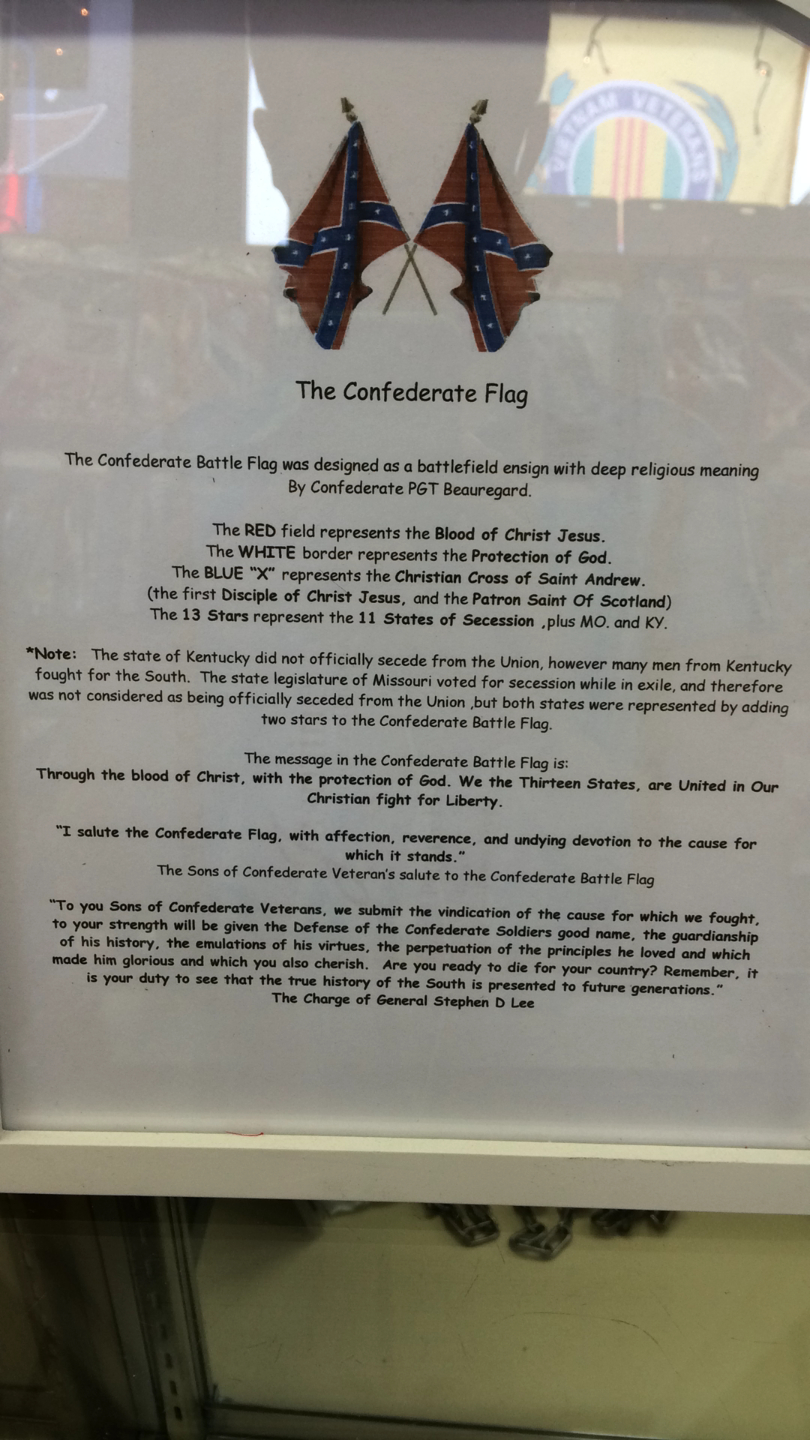 VIETNAM VETERANS
The Confederate Flag
The Confederate Battle Flag was designed as a battlefield ensign with deep religious meaning
By Confederate PGT Beauregard.
The RED field represents the Blood of Christ Jesus.
The WHITE border represents the Protection of God.
The BLUE "X" represents the Christian Cross of Saint Andrew.
(the first Disciple of Christ Jesus, and the Patron Saint Of Scotland)
The 13 Stars represent the 11 States of Secession ,plus MO. and KY.
*Note: The state of Kentucky did not officially secede from the Union, however many men from Kentucky
fought for the South. The state legislature of Missouri voted for secession while in exile, and therefore
was not considered as being officially seceded from the Union ,but both states were represented by adding
two stars to the Confederate Battle Flag.
The message in the Confederate Battle Flag is:
Through the blood of Christ, with the protection of God. We the Thirteen States, are United in Our
Christian fight for Liberty.
"I salute the Confederate Flag, with affection, reverence, and undying devotion to the cause for
which it stands."
The Sons of Confederate Veteran's salute to the Confederate Battle Flag
"To you Sons of Confederate Veterans, we submit the vindication of the cause for which we fought,
to your strength will be given the Defense of the Confederate Soldiers good name, the guardianship
of his history, the emulations of his virtues, the perpetuation of the principles he loved and which
made him glorious and which you also cherish. Are you ready to die for your country? Remember, it
is your duty to see that the true history of the South is presented to future generations."
The Charge of General Stephen D Lee